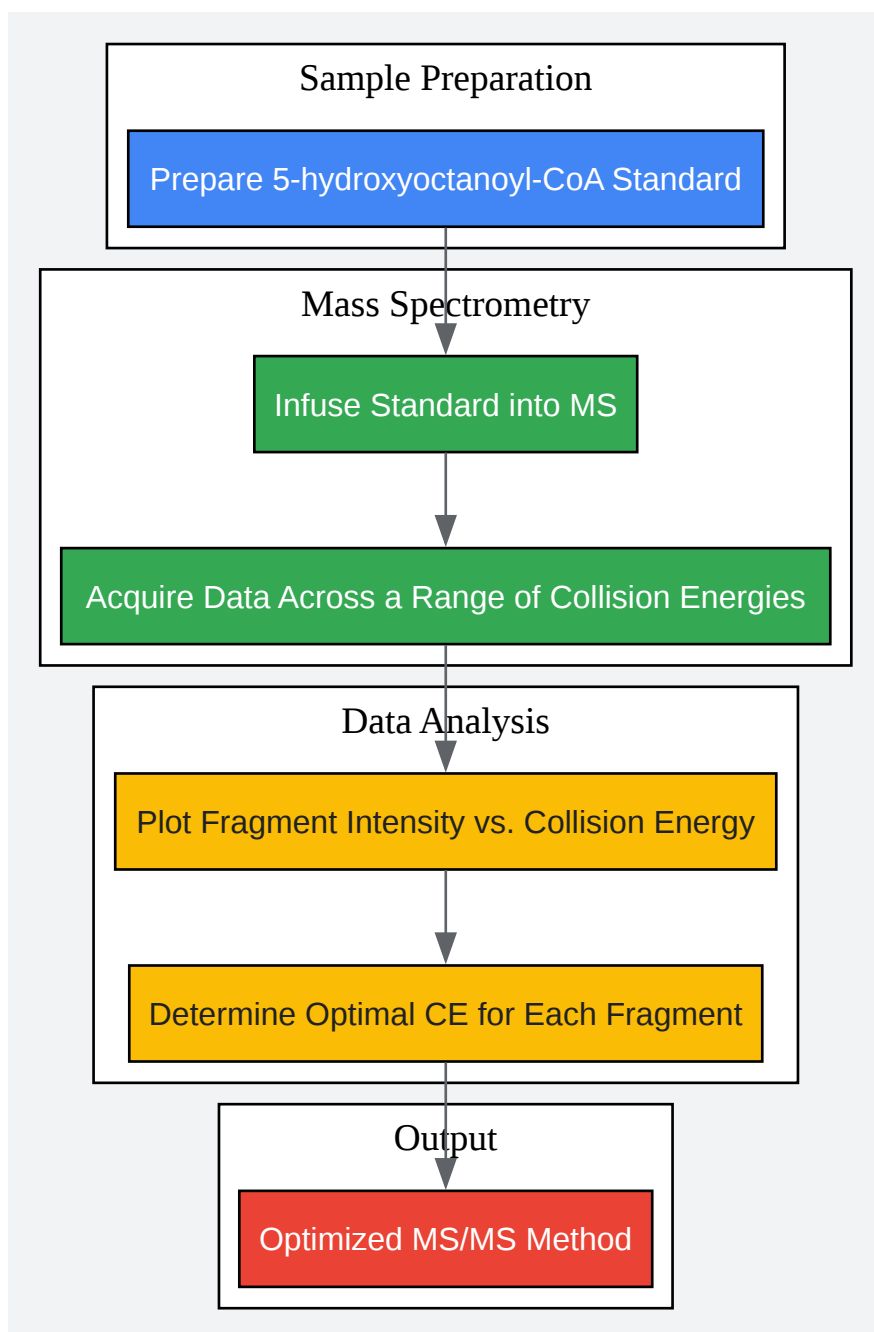 Sample Preparation
Prepare 5-hydroxyoctanoyl-CoA Standard
Mass Spectrometry
Infuse Standard into MS
Acquire Data Across a Range of Collision Energies
Data Analysis
Plot Fragment Intensity vs. Collision Energy
Determine Optimal CE for Each Fragment
Output
Optimized MS/MS Method